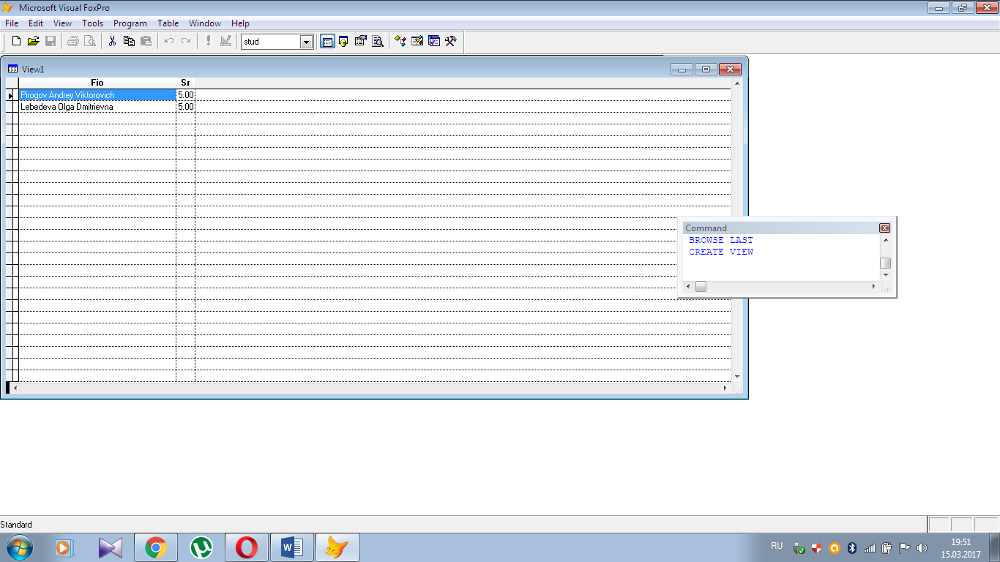 Microsoft Visual FoxPro
File Edit View Tools Program Table Window Help
stud
View1
Fio Sr
Pirogov Andrey Viktorovich 5.00
Lebedeva Olga Dmitrievna 5.00
Command
BROWSE LAST
CREATE VIEW
Standard
RU
19:51
15.03.2017